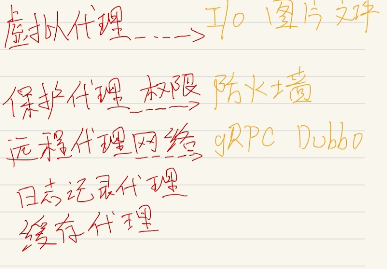 虚拟代理 ----> I/O 图片 文件
保护代理 权限 ----> 防火墙
远程代理 网络 ----> gRPC Dubbo
日志记录代理
缓存代理